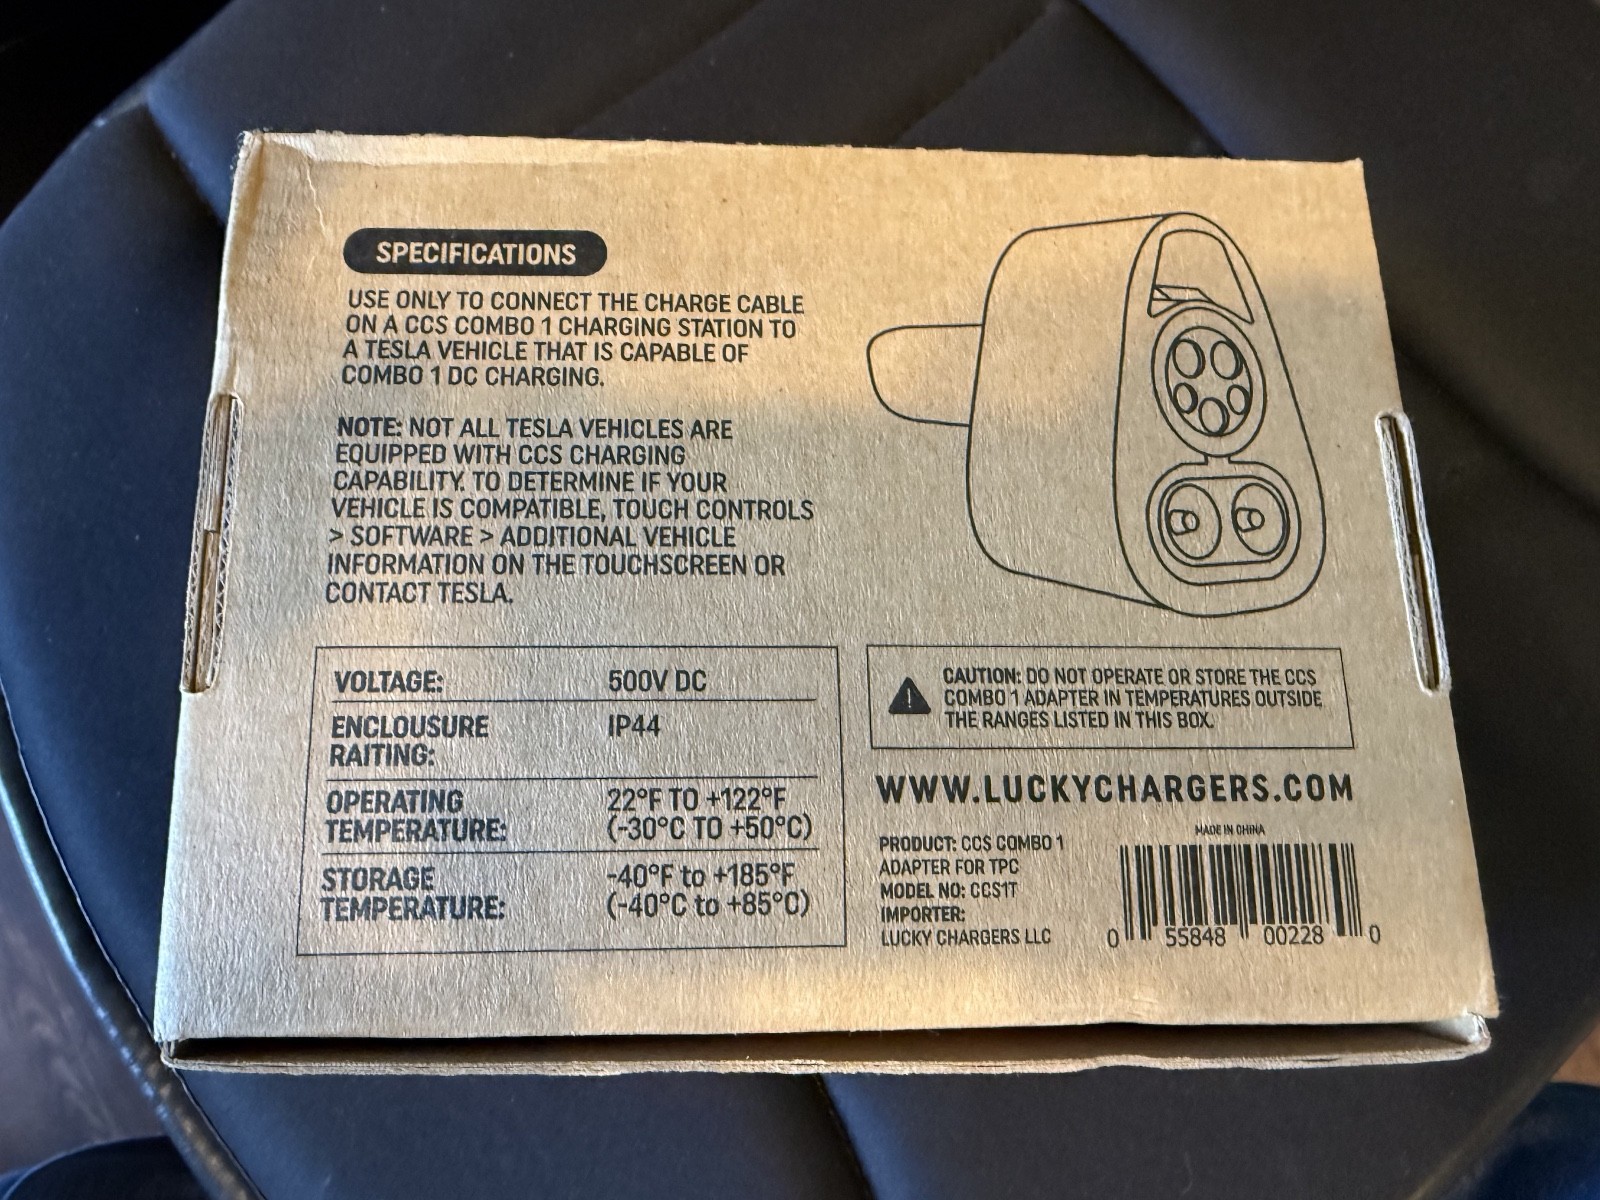 SPECIFICATIONS
USE ONLY TO CONNECT THE CHARGE CABLE
ON A CCS COMBO 1 CHARGING STATION TO
A TESLA VEHICLE THAT IS CAPABLE OF
COMBO 1 DC CHARGING.
NOTE: NOT ALL TESLA VEHICLES ARE
EQUIPPED WITH CCS CHARGING
CAPABILITY. TO DETERMINE IF YOUR
VEHICLE IS COMPATIBLE, TOUCH CONTROLS
> SOFTWARE > ADDITIONAL VEHICLE
INFORMATION ON THE TOUCHSCREEN OR
CONTACT TESLA.
VOLTAGE: 500V DC
ENCLOUSURE IP44
RAITING:
OPERATING 22°F TO +122°F
TEMPERATURE: (-30°C TO +50°C)
STORAGE -40°F to +185°F
TEMPERATURE: (-40°C to +85°C)
CAUTION: DO NOT OPERATE OR STORE THE CCS
COMBO 1 ADAPTER IN TEMPERATURES OUTSIDE
THE RANGES LISTED IN THIS BOX.
WWW.LUCKYCHARGERS.COM
PRODUCT: CCS COMBO 1
ADAPTER FOR TPC
MODEL NO: CCS1T
IMPORTER:
LUCKY CHARGERS LLC
MADE IN CHINA
0 55848 00228 0